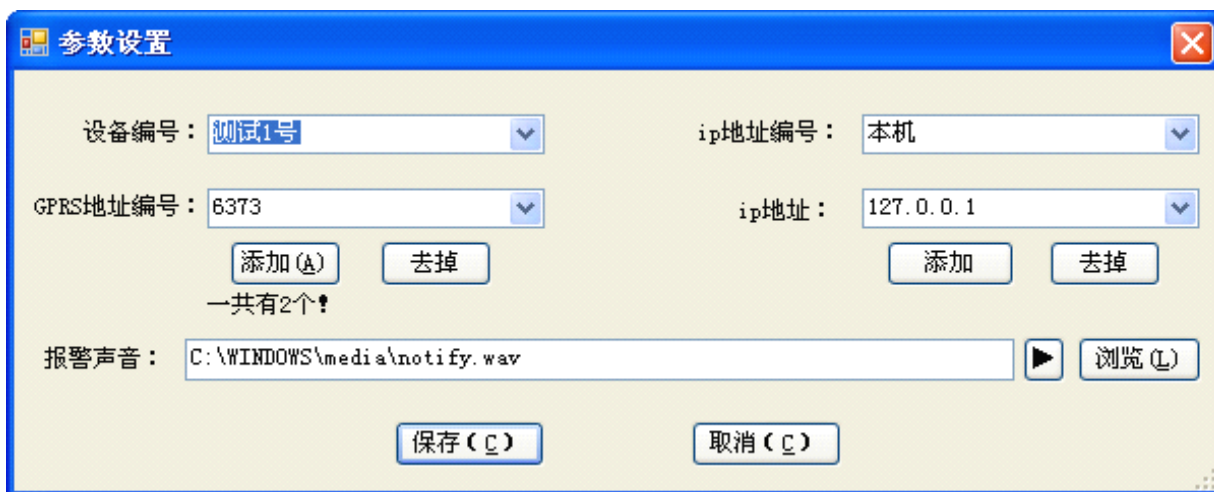 参数设置
设备编号： 测试1号 ip地址编号： 本机
GPRS地址编号： 6373 ip地址： 127.0.0.1
添加(A) 去掉 添加 去掉
一共有2个！
报警声音： C:\WINDOWS\media\notify.wav 浏览(L)
保存(C) 取消(C)